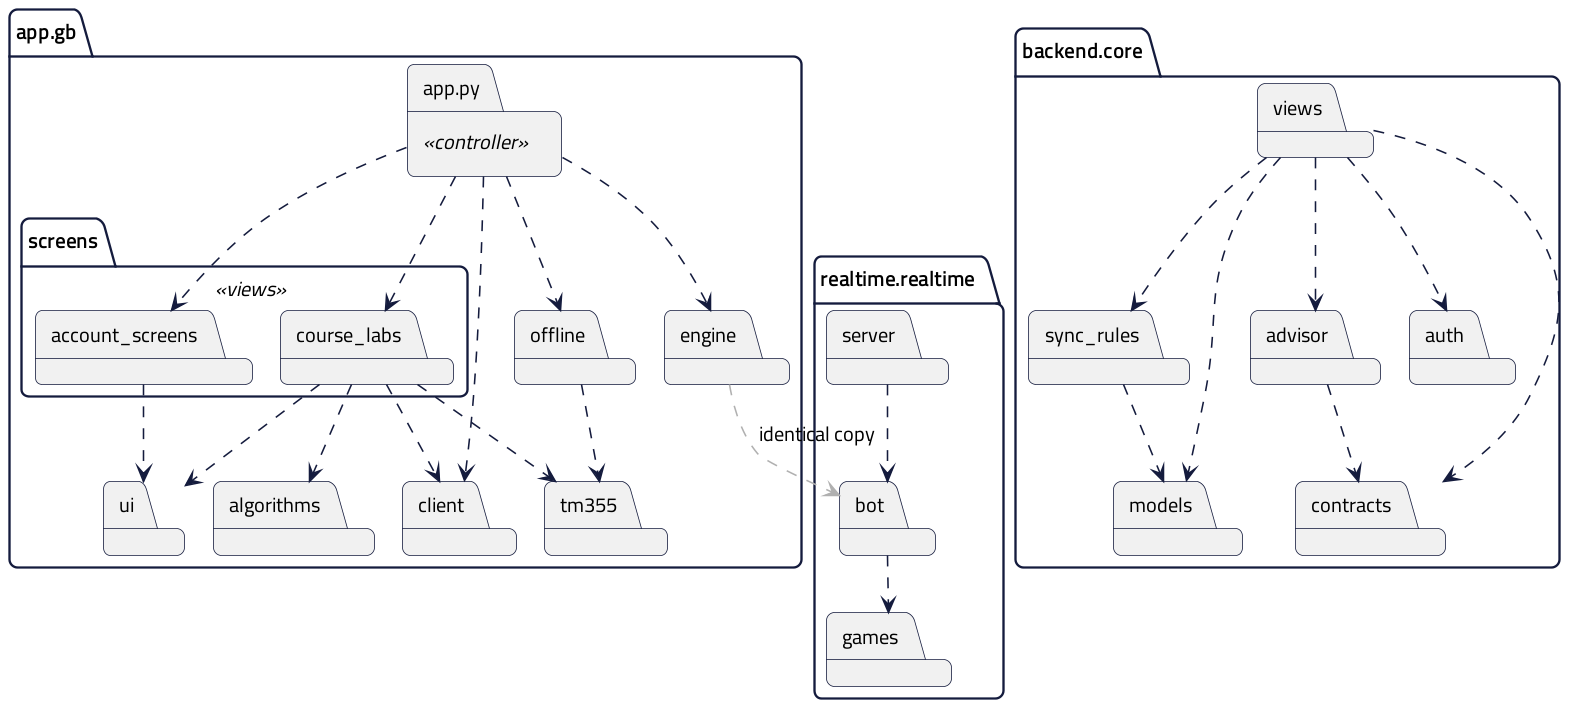 app.gb
app.py
«controller»
screens
«views»
account_screens
course_labs
offline
engine
ui
algorithms
client
tm355
identical copy
realtime.realtime
server
bot
games
backend.core
views
sync_rules
advisor
auth
models
contracts